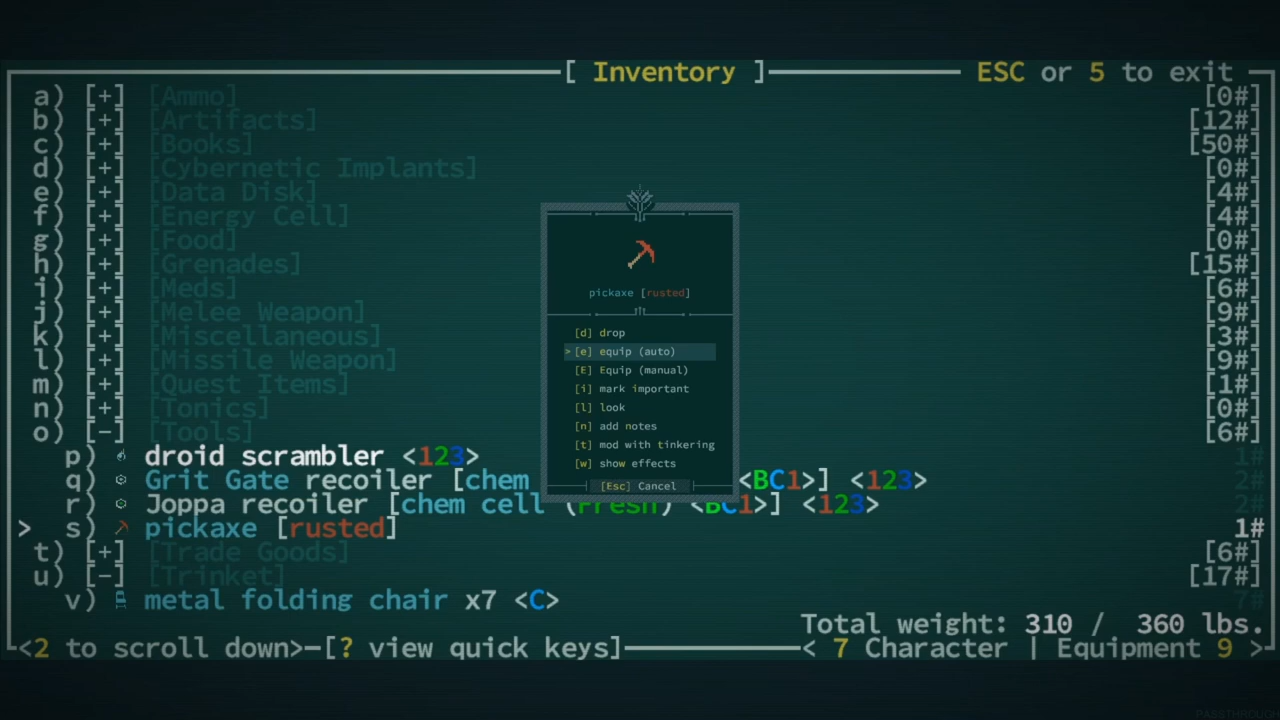 [ Inventory ] ESC or 5 to exit
a) [+] [Ammo] [0#]
b) [+] [Artifacts] [12#]
c) [+] [Books] [50#]
d) [+] [Cybernetic Implants] [0#]
e) [+] [Data Disk] [4#]
f) [+] [Energy Cell] [4#]
g) [+] [Food] [0#]
h) [+] [Grenades] [15#]
i) [+] [Meds] [6#]
j) [+] [Melee Weapon] [9#]
k) [+] [Miscellaneous] [3#]
l) [+] [Missile Weapon] [9#]
m) [+] [Quest Items] [1#]
n) [+] [Tonics] [0#]
o) [-] [Tools] [6#]
p) droid scrambler <123> 1#
q) Grit Gate recoiler [chem <BC1>] <123> 2#
r) Joppa recoiler [chem cell (Fresh) <BC1>] <123> 2#
> s) pickaxe [rusted] 1#
t) [+] [Trade Goods] [6#]
u) [-] [Trinket] [17#]
v) metal folding chair x7 <C> 7#
Total weight: 310 / 360 lbs.
<2 to scroll down> [? view quick keys] < 7 Character | Equipment 9 >
pickaxe [rusted]
[d] drop
> [e] equip (auto)
[E] Equip (manual)
[i] mark important
[l] look
[n] add notes
[t] mod with tinkering
[w] show effects
[Esc] Cancel